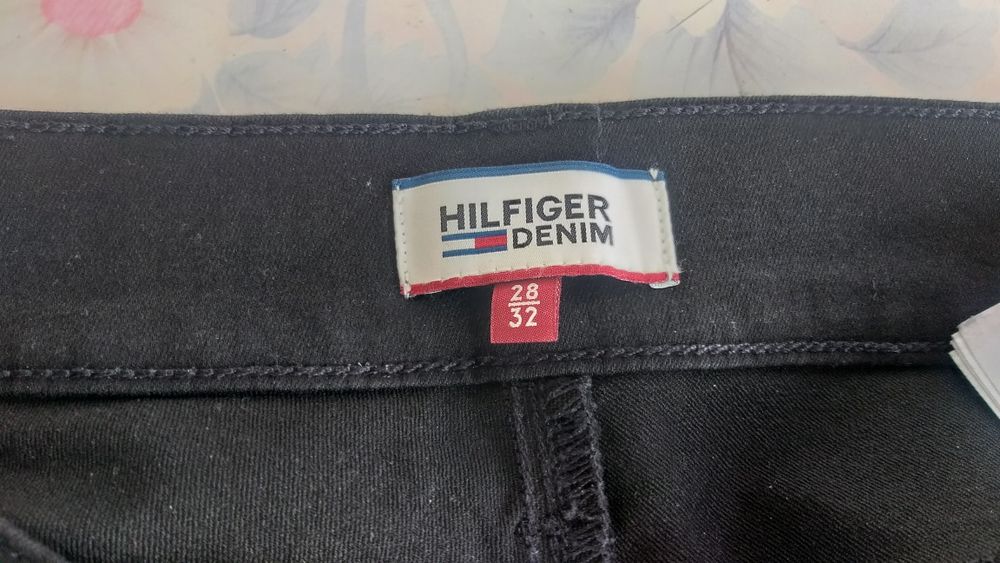 HILFIGER
DENIM
28
32